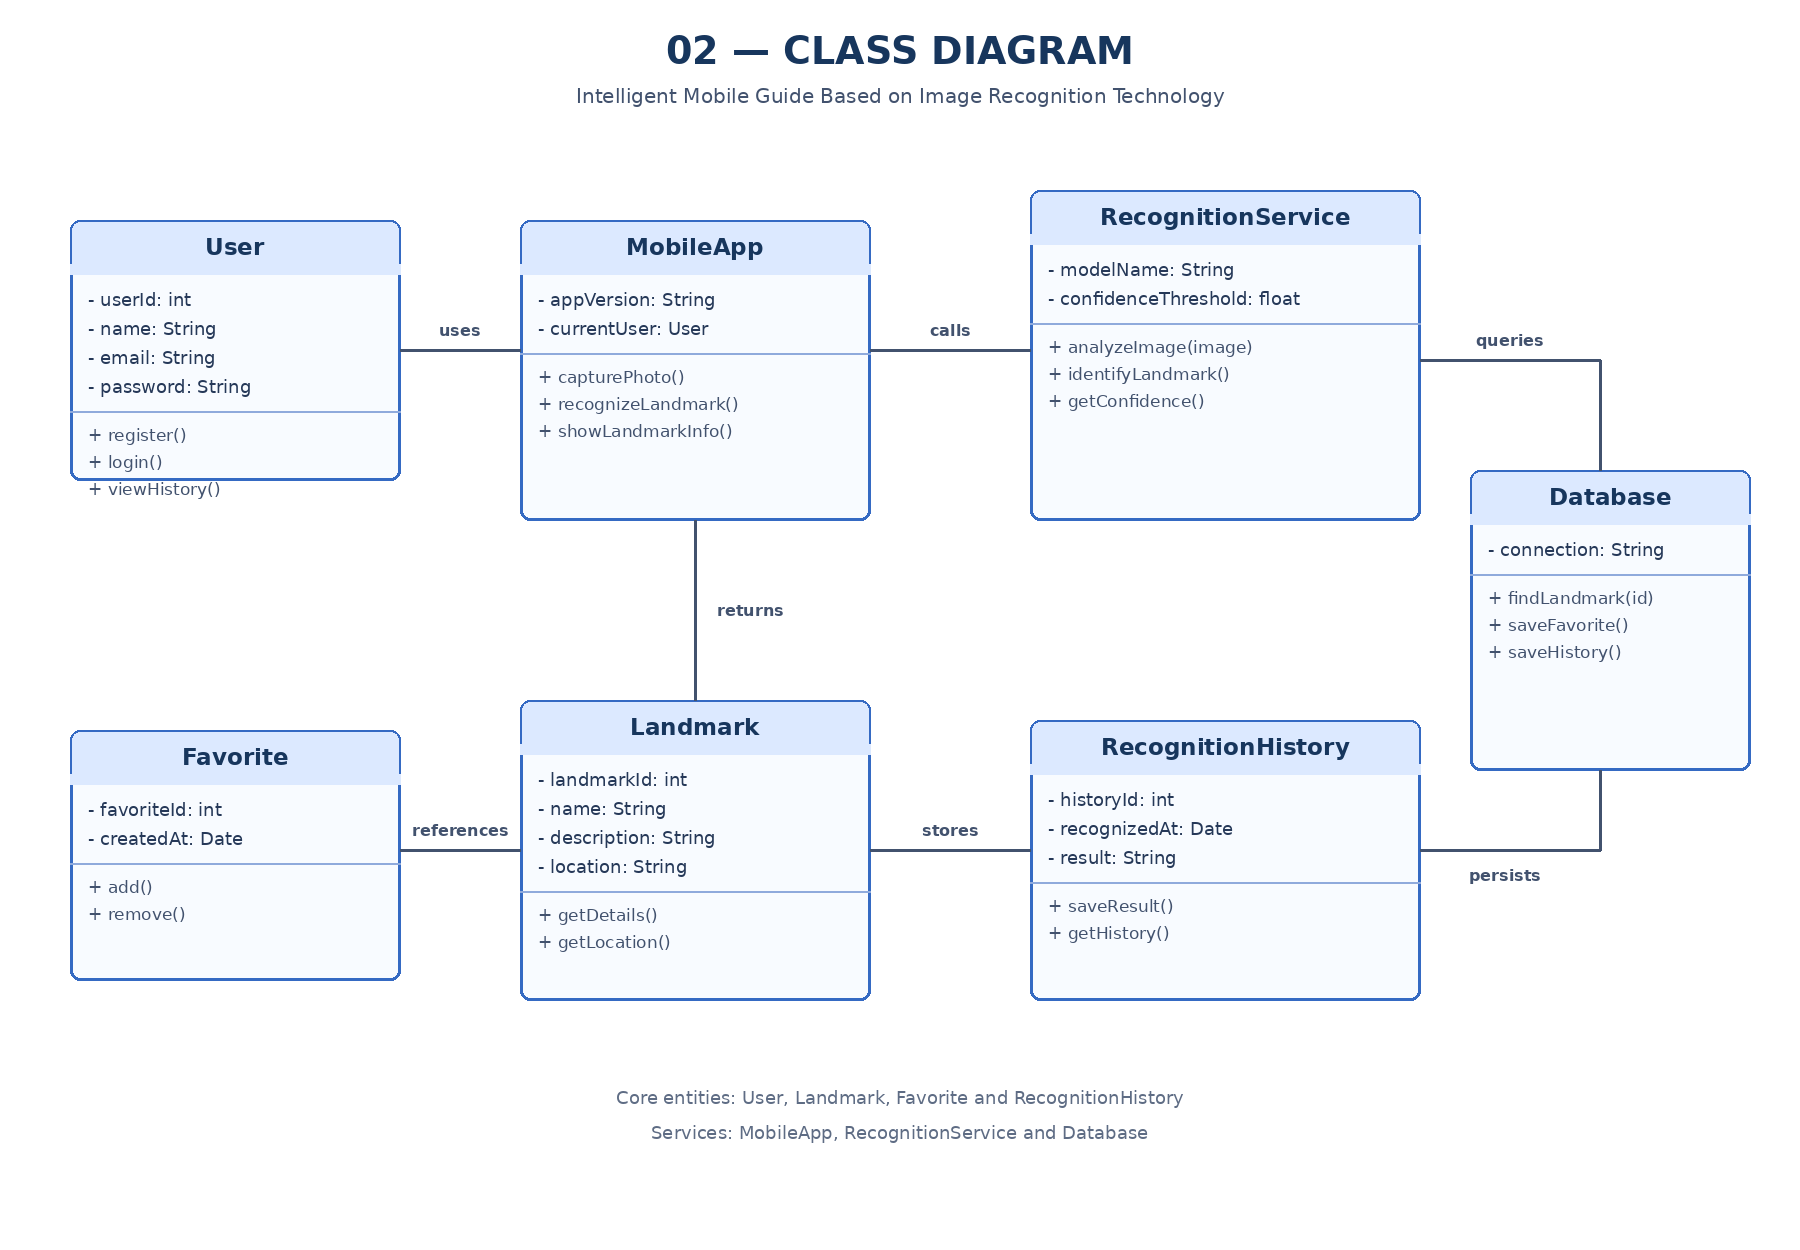 02 — CLASS DIAGRAM
Intelligent Mobile Guide Based on Image Recognition Technology
User
- userId: int
- name: String
- email: String
- password: String
+ register()
+ login()
+ viewHistory()
uses
MobileApp
- appVersion: String
- currentUser: User
+ capturePhoto()
+ recognizeLandmark()
+ showLandmarkInfo()
calls
RecognitionService
- modelName: String
- confidenceThreshold: float
+ analyzeImage(image)
+ identifyLandmark()
+ getConfidence()
queries
Database
- connection: String
+ findLandmark(id)
+ saveFavorite()
+ saveHistory()
returns
Favorite
- favoriteId: int
- createdAt: Date
+ add()
+ remove()
references
Landmark
- landmarkId: int
- name: String
- description: String
- location: String
+ getDetails()
+ getLocation()
stores
RecognitionHistory
- historyId: int
- recognizedAt: Date
- result: String
+ saveResult()
+ getHistory()
persists
Core entities: User, Landmark, Favorite and RecognitionHistory
Services: MobileApp, RecognitionService and Database